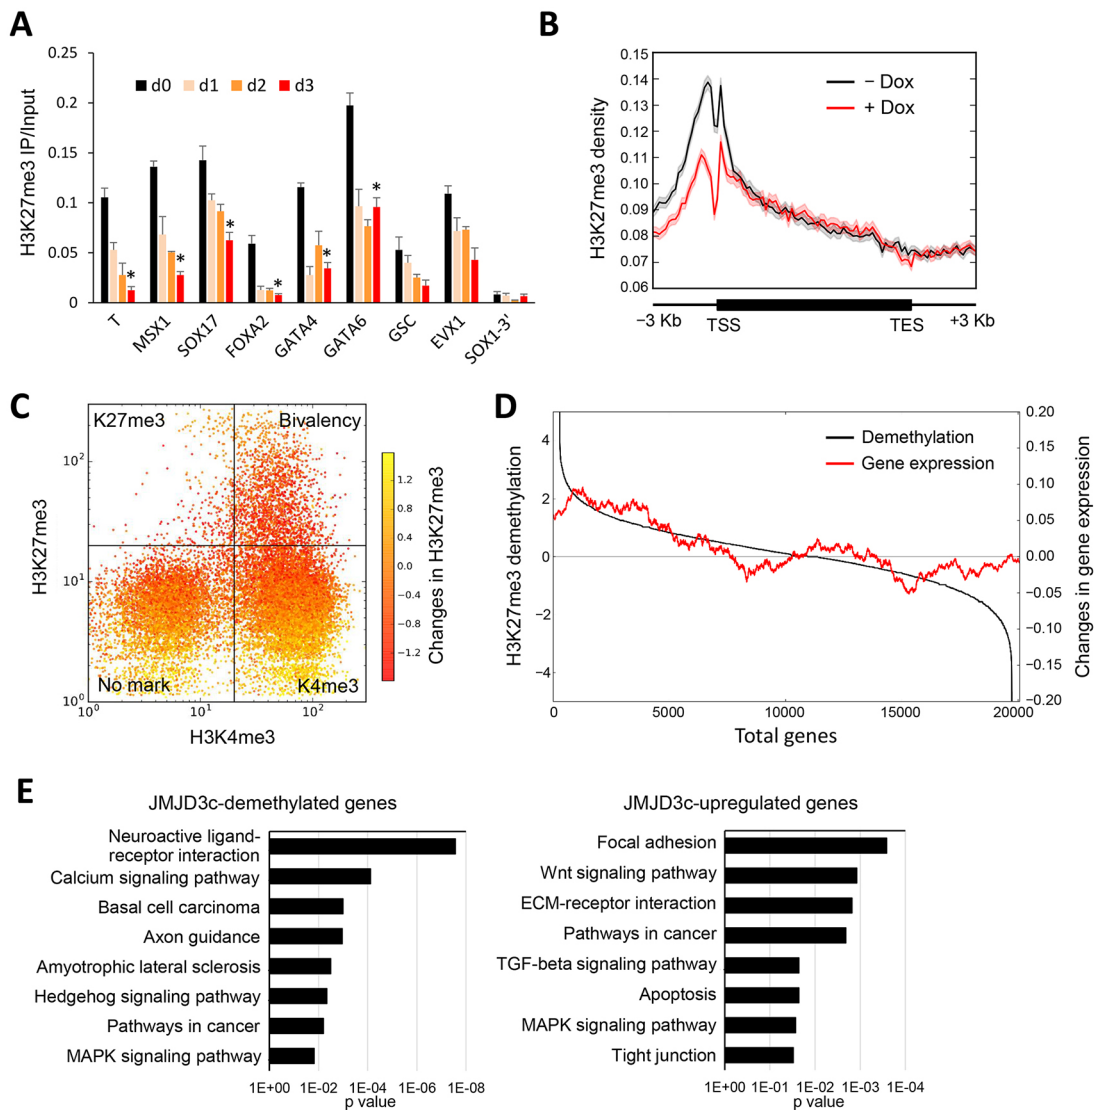 A
0.25
0.2
0.15
0.1
0.05
0
H3K27me3 IP/Input
d0 d1 d2 d3
* * * * * *
T MSX1 SOX17 FOXA2 GATA4 GATA6 GSC EVX1 SOX1-3'
B
0.15
0.14
0.13
0.12
0.11
0.10
0.09
0.08
0.07
0.06
H3K27me3 density
− Dox
+ Dox
−3 Kb TSS TES +3 Kb
C
K27me3 Bivalency
No mark K4me3
H3K27me3
10²
10¹
10⁰
10⁰ 10¹ 10²
H3K4me3
1.2
0.8
0.4
0.0
−0.4
−0.8
−1.2
Changes in H3K27me3
D
4
2
0
−2
−4
H3K27me3 demethylation
Demethylation
Gene expression
0.20
0.15
0.10
0.05
0.00
−0.05
−0.10
−0.15
−0.20
Changes in gene expression
0 5000 10000 15000 20000
Total genes
E
JMJD3c-demethylated genes
Neuroactive ligand-
receptor interaction
Calcium signaling pathway
Basal cell carcinoma
Axon guidance
Amyotrophic lateral sclerosis
Hedgehog signaling pathway
Pathways in cancer
MAPK signaling pathway
1E+00 1E-02 1E-04 1E-06 1E-08
p value
JMJD3c-upregulated genes
Focal adhesion
Wnt signaling pathway
ECM-receptor interaction
Pathways in cancer
TGF-beta signaling pathway
Apoptosis
MAPK signaling pathway
Tight junction
1E+00 1E-01 1E-02 1E-03 1E-04
p value